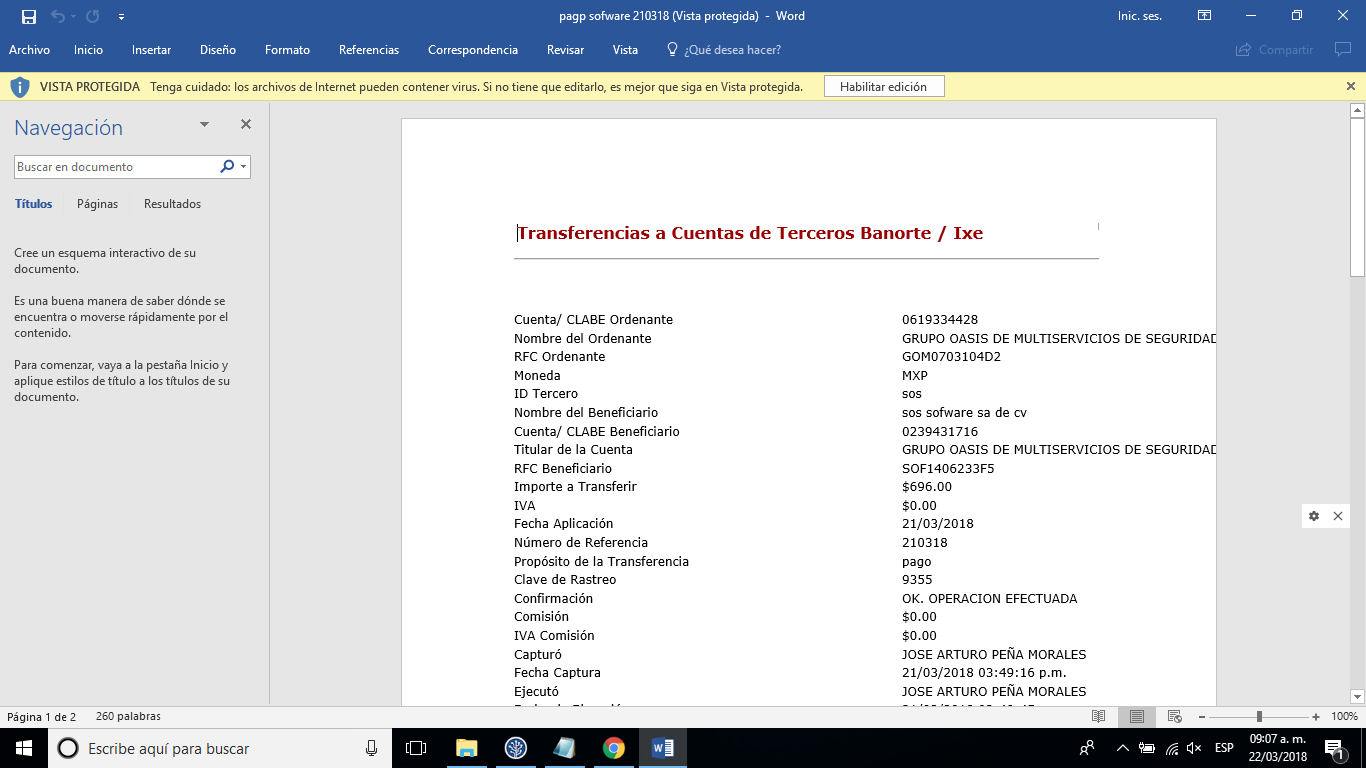 pagp sofware 210318 (Vista protegida) - Word
Inic. ses.
Archivo Inicio Insertar Diseño Formato Referencias Correspondencia Revisar Vista ¿Qué desea hacer? Compartir
VISTA PROTEGIDA Tenga cuidado: los archivos de Internet pueden contener virus. Si no tiene que editarlo, es mejor que siga en Vista protegida. Habilitar edición
Navegación
Buscar en documento
Títulos Páginas Resultados
Cree un esquema interactivo de su
documento.
Es una buena manera de saber dónde se
encuentra o moverse rápidamente por el
contenido.
Para comenzar, vaya a la pestaña Inicio y
aplique estilos de título a los títulos de su
documento.
Transferencias a Cuentas de Terceros Banorte / Ixe
Cuenta/ CLABE Ordenante 0619334428
Nombre del Ordenante GRUPO OASIS DE MULTISERVICIOS DE SEGURIDAD
RFC Ordenante GOM0703104D2
Moneda MXP
ID Tercero sos
Nombre del Beneficiario sos sofware sa de cv
Cuenta/ CLABE Beneficiario 0239431716
Titular de la Cuenta GRUPO OASIS DE MULTISERVICIOS DE SEGURIDAD
RFC Beneficiario SOF1406233F5
Importe a Transferir $696.00
IVA $0.00
Fecha Aplicación 21/03/2018
Número de Referencia 210318
Propósito de la Transferencia pago
Clave de Rastreo 9355
Confirmación OK. OPERACION EFECTUADA
Comisión $0.00
IVA Comisión $0.00
Capturó JOSE ARTURO PEÑA MORALES
Fecha Captura 21/03/2018 03:49:16 p.m.
Ejecutó JOSE ARTURO PEÑA MORALES
Página 1 de 2 260 palabras 100%
Escribe aquí para buscar
ESP
09:07 a. m.
22/03/2018
1